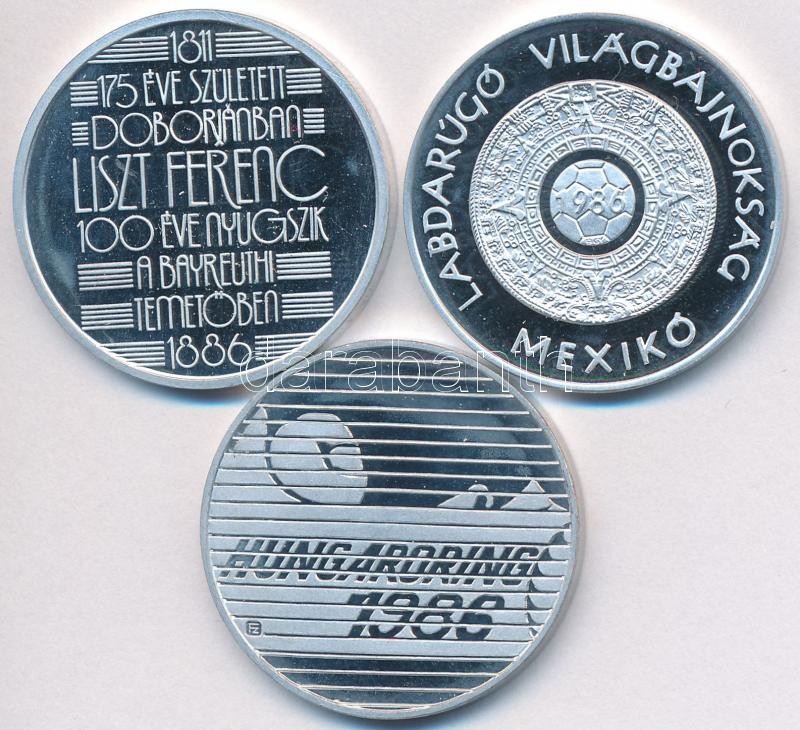 1811
175 ÉVE SZÜLETETT
DOBORJÁNBAN
LISZT FERENC
100 ÉVE NYUGSZIK
A BAYREUTHI
TEMETŐBEN
1886
LABDARÚGÓ VILÁGBAJNOKSÁG
MEXIKÓ
1986
HUNGARORING
1986
FZ
darabanth